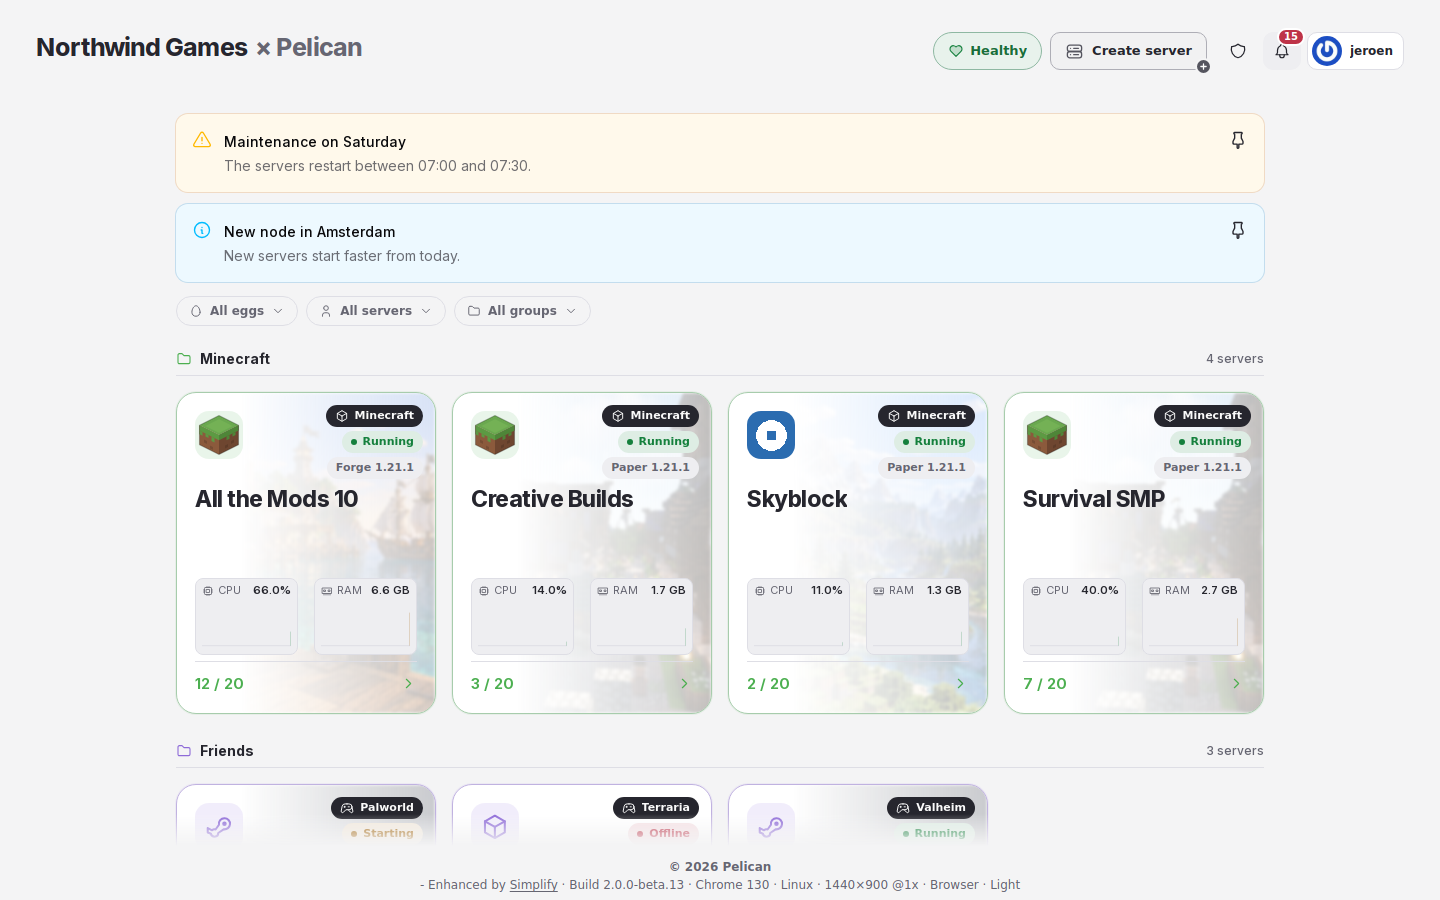 Northwind Games × Pelican
Healthy
Create server
15
jeroen
Maintenance on Saturday
The servers restart between 07:00 and 07:30.
New node in Amsterdam
New servers start faster from today.
All eggs
All servers
All groups
Minecraft
4 servers
Minecraft
Running
Forge 1.21.1
All the Mods 10
CPU 66.0%
RAM 6.6 GB
12 / 20
Minecraft
Running
Paper 1.21.1
Creative Builds
CPU 14.0%
RAM 1.7 GB
3 / 20
Minecraft
Running
Paper 1.21.1
Skyblock
CPU 11.0%
RAM 1.3 GB
2 / 20
Minecraft
Running
Paper 1.21.1
Survival SMP
CPU 40.0%
RAM 2.7 GB
7 / 20
Friends
3 servers
Palworld
Starting
Terraria
Offline
Valheim
Running
© 2026 Pelican
- Enhanced by Simplify · Build 2.0.0-beta.13 · Chrome 130 · Linux · 1440×900 @1x · Browser · Light